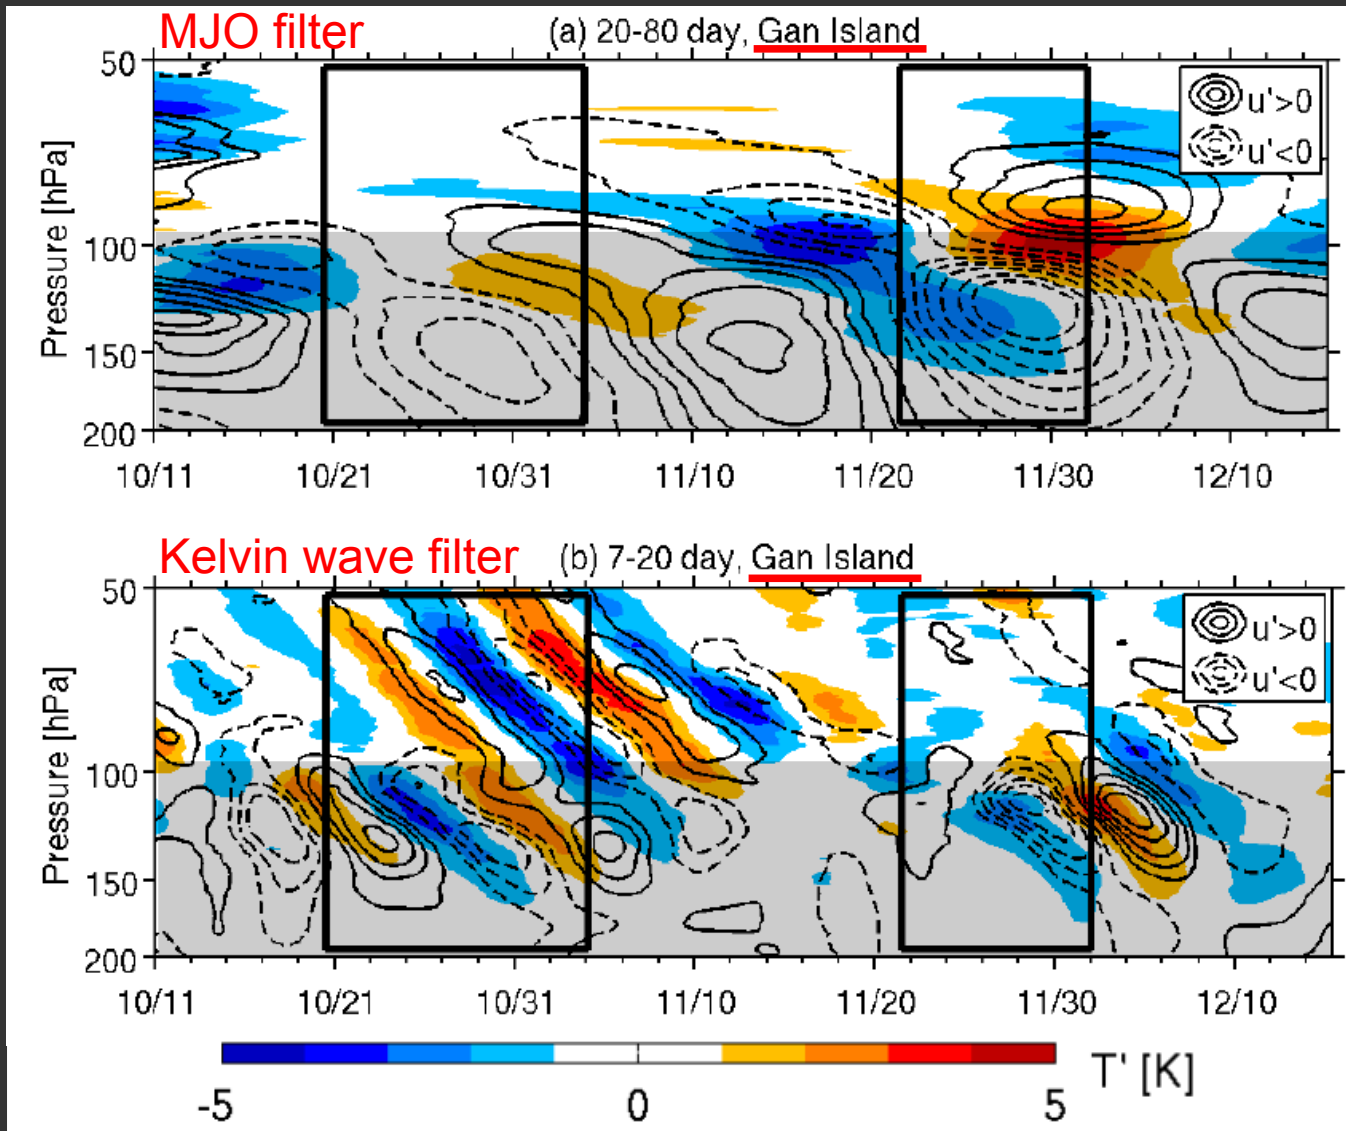 MJO filter
(a) 20-80 day, Gan Island
50
100
150
200
Pressure [hPa]
u'>0
u'<0
10/11 10/21 10/31 11/10 11/20 11/30 12/10
Kelvin wave filter
(b) 7-20 day, Gan Island
50
100
150
200
Pressure [hPa]
u'>0
u'<0
10/11 10/21 10/31 11/10 11/20 11/30 12/10
-5 0 5 T' [K]